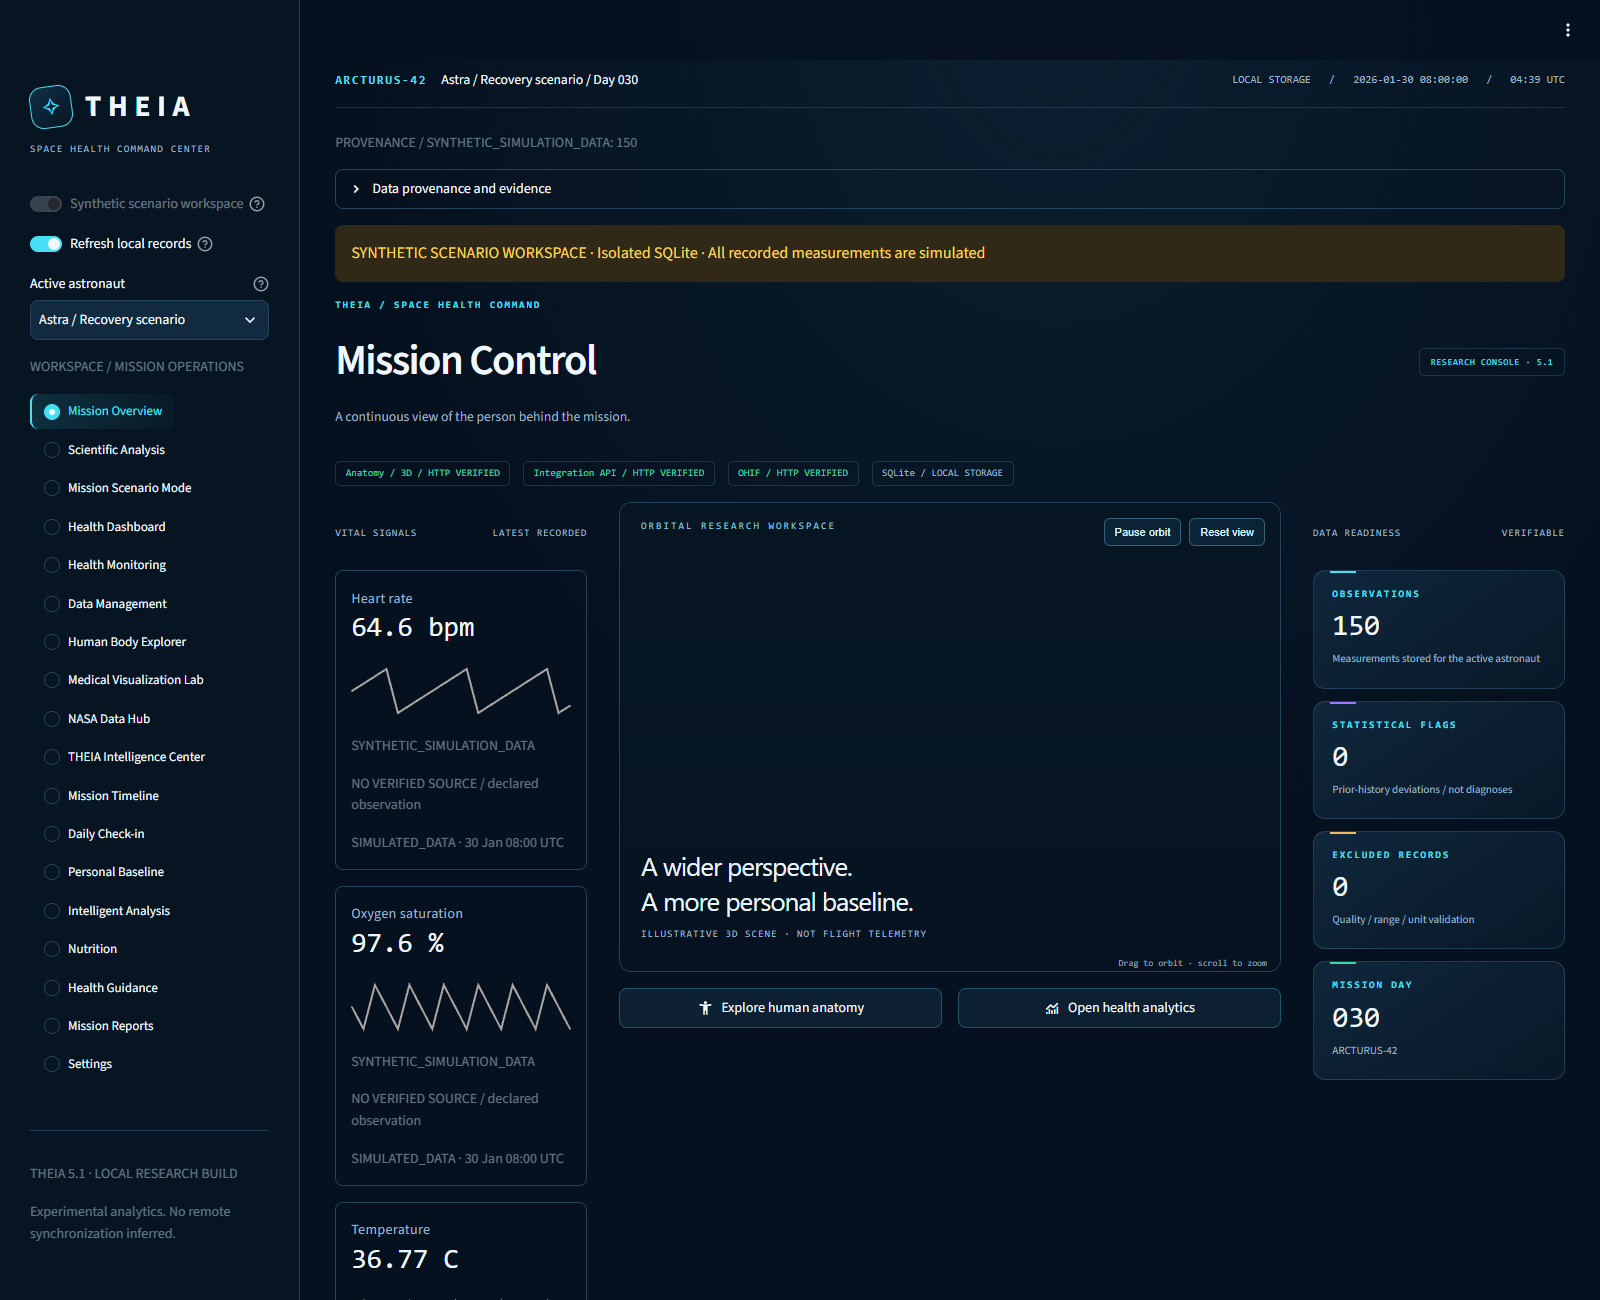 THEIA
SPACE HEALTH COMMAND CENTER
Synthetic scenario workspace
Refresh local records
Active astronaut
Astra / Recovery scenario
WORKSPACE / MISSION OPERATIONS
Mission Overview
Scientific Analysis
Mission Scenario Mode
Health Dashboard
Health Monitoring
Data Management
Human Body Explorer
Medical Visualization Lab
NASA Data Hub
THEIA Intelligence Center
Mission Timeline
Daily Check-in
Personal Baseline
Intelligent Analysis
Nutrition
Health Guidance
Mission Reports
Settings
THEIA 5.1 · LOCAL RESEARCH BUILD
Experimental analytics. No remote
synchronization inferred.
ARCTURUS-42 Astra / Recovery scenario / Day 030
LOCAL STORAGE / 2026-01-30 08:00:00 / 04:39 UTC
PROVENANCE / SYNTHETIC_SIMULATION_DATA: 150
Data provenance and evidence
SYNTHETIC SCENARIO WORKSPACE · Isolated SQLite · All recorded measurements are simulated
THEIA / SPACE HEALTH COMMAND
Mission Control
RESEARCH CONSOLE · 5.1
A continuous view of the person behind the mission.
Anatomy / 3D / HTTP VERIFIED
Integration API / HTTP VERIFIED
OHIF / HTTP VERIFIED
SQLite / LOCAL STORAGE
VITAL SIGNALS LATEST RECORDED
Heart rate
64.6 bpm
SYNTHETIC_SIMULATION_DATA
NO VERIFIED SOURCE / declared
observation
SIMULATED_DATA · 30 Jan 08:00 UTC
Oxygen saturation
97.6 %
SYNTHETIC_SIMULATION_DATA
NO VERIFIED SOURCE / declared
observation
SIMULATED_DATA · 30 Jan 08:00 UTC
Temperature
36.77 C
ORBITAL RESEARCH WORKSPACE
Pause orbit
Reset view
A wider perspective.
A more personal baseline.
ILLUSTRATIVE 3D SCENE · NOT FLIGHT TELEMETRY
Drag to orbit · scroll to zoom
Explore human anatomy
Open health analytics
DATA READINESS VERIFIABLE
OBSERVATIONS
150
Measurements stored for the active astronaut
STATISTICAL FLAGS
0
Prior-history deviations / not diagnoses
EXCLUDED RECORDS
0
Quality / range / unit validation
MISSION DAY
030
ARCTURUS-42